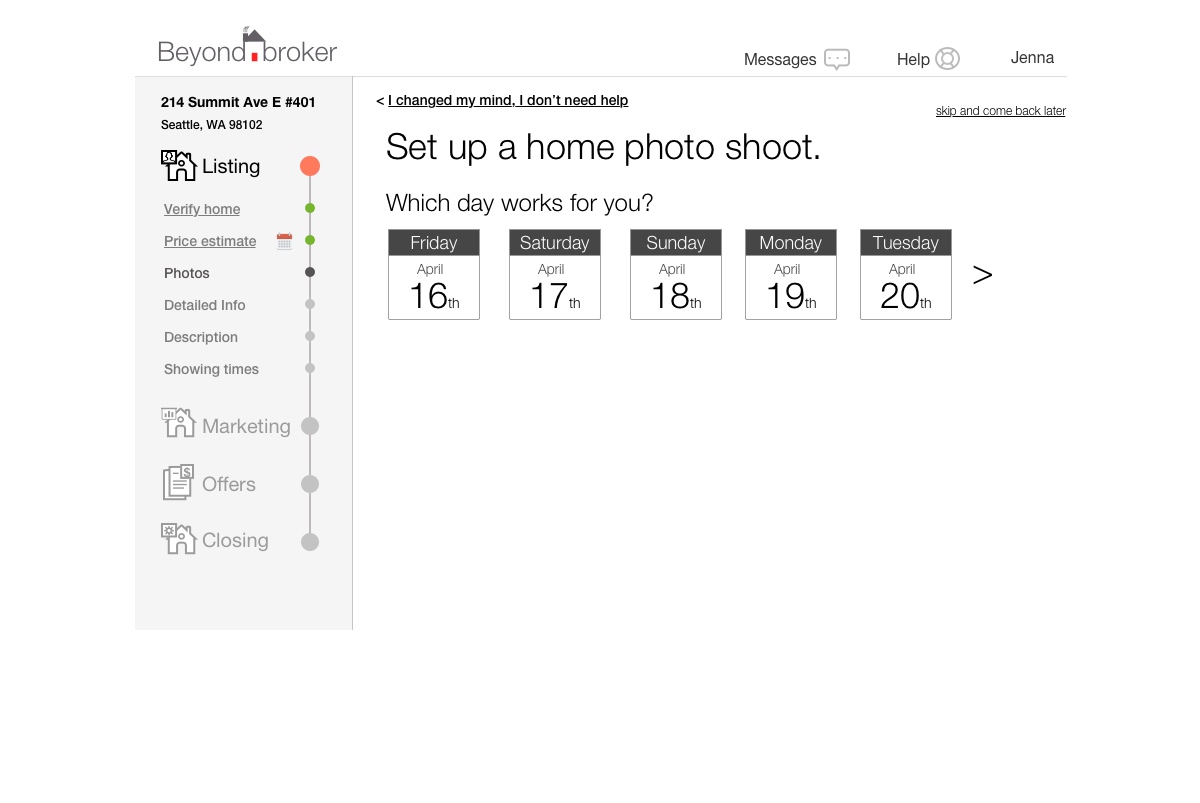 Beyond broker
Messages
Help
Jenna
214 Summit Ave E #401
Seattle, WA 98102
Listing
Verify home
Price estimate
Photos
Detailed Info
Description
Showing times
Marketing
Offers
Closing
< I changed my mind, I don't need help
skip and come back later
Set up a home photo shoot.
Which day works for you?
Friday
April
16th
Saturday
April
17th
Sunday
April
18th
Monday
April
19th
Tuesday
April
20th
>